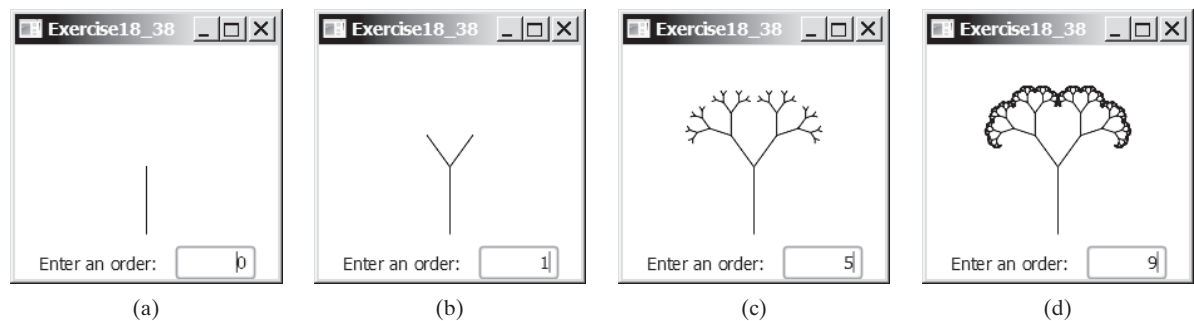 Exercise18_38
Exercise18_38
Exercise18_38
Exercise18_38
Enter an order: 0
Enter an order: 1
Enter an order: 5
Enter an order: 9
(a)
(b)
(c)
(d)